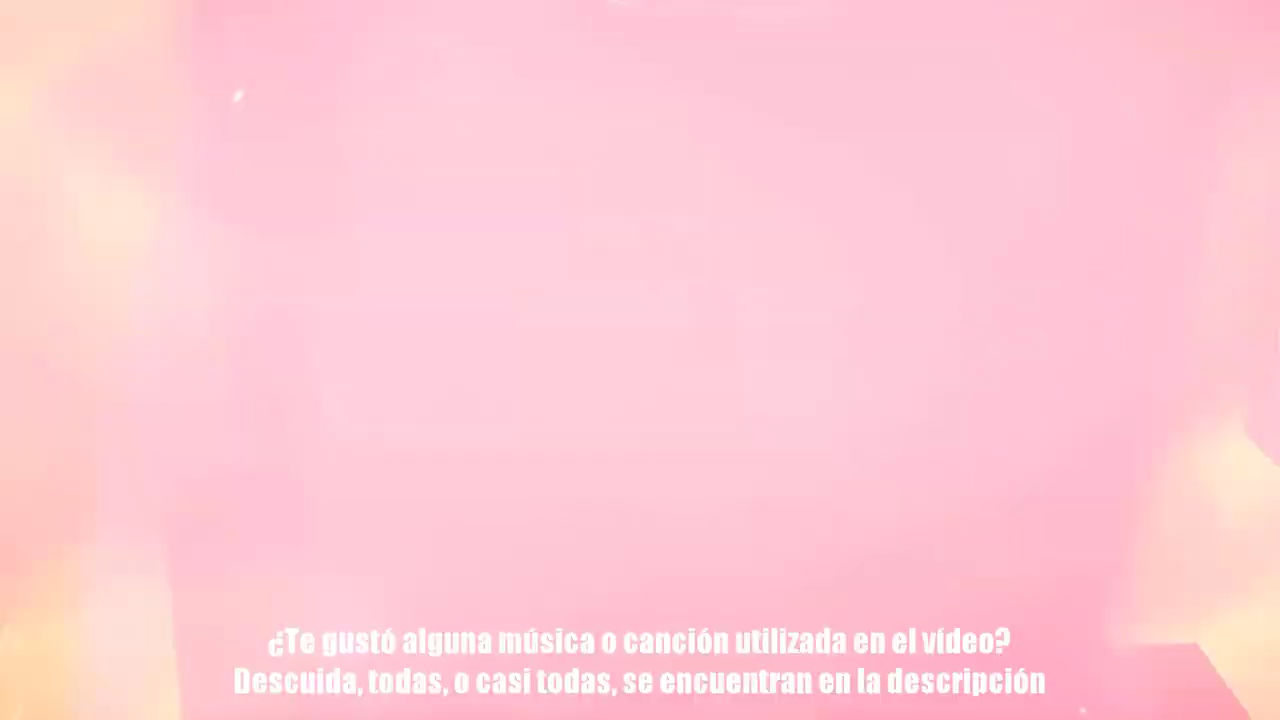 ¿Te gustó alguna música o canción utilizada en el vídeo?
Descuida, todas, o casi todas, se encuentran en la descripción